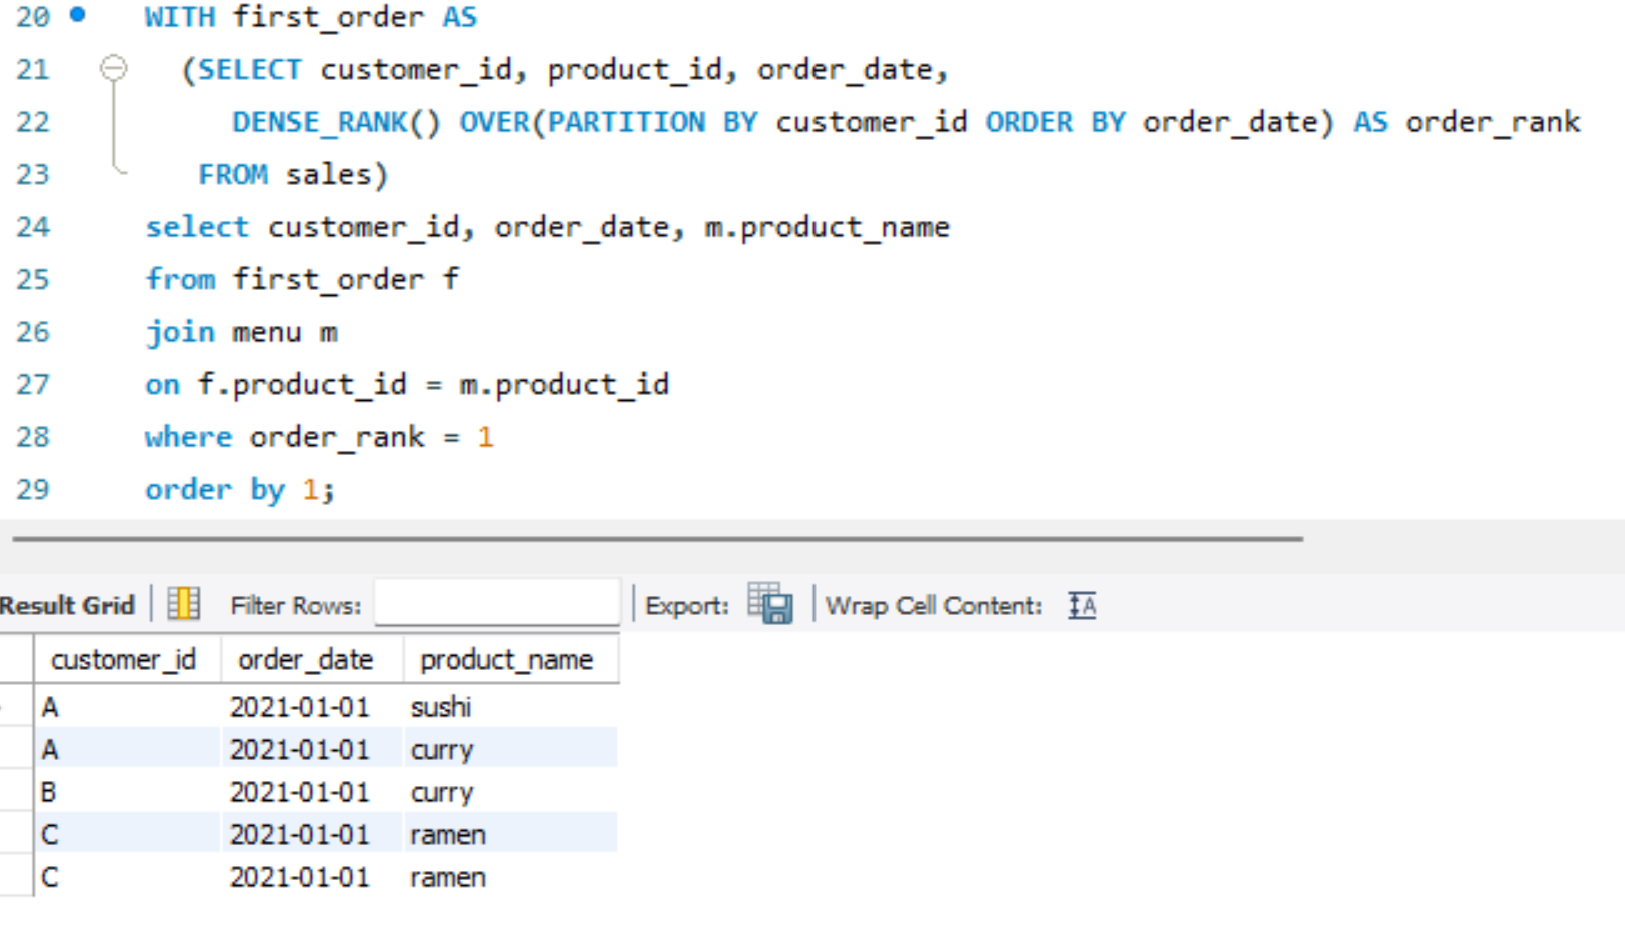 20 WITH first_order AS
21 (SELECT customer_id, product_id, order_date,
22 DENSE_RANK() OVER(PARTITION BY customer_id ORDER BY order_date) AS order_rank
23 FROM sales)
24 select customer_id, order_date, m.product_name
25 from first_order f
26 join menu m
27 on f.product_id = m.product_id
28 where order_rank = 1
29 order by 1;
Result Grid Filter Rows: Export: Wrap Cell Content: IA
customer_id order_date product_name
A 2021-01-01 sushi
A 2021-01-01 curry
B 2021-01-01 curry
C 2021-01-01 ramen
C 2021-01-01 ramen